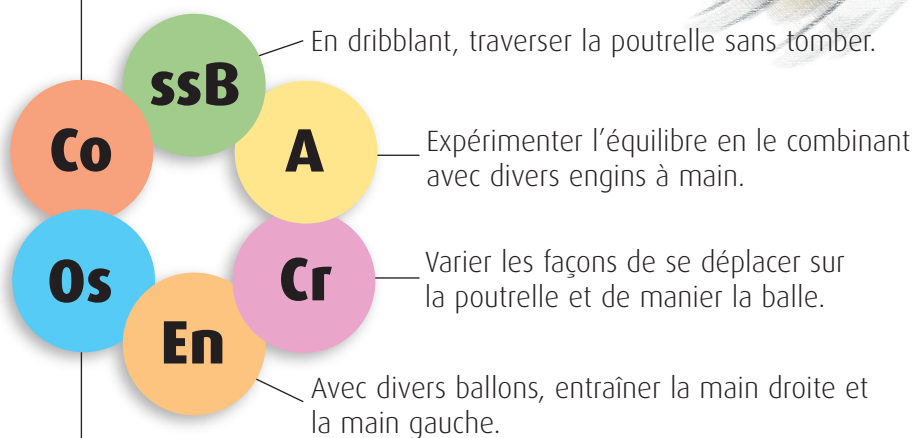 ssB
En dribblant, traverser la poutrelle sans tomber.
Co
A
Expérimenter l'équilibre en le combinant
avec divers engins à main.
Os
Cr
Varier les façons de se déplacer sur
la poutrelle et de manier la balle.
En
Avec divers ballons, entraîner la main droite et
la main gauche.